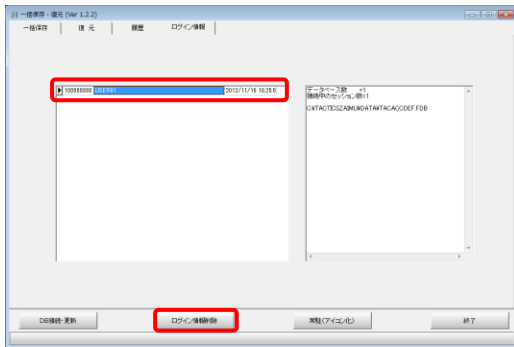 一括保存・復元 (Ver 1.2.2)
一括保存 復 元 履歴 ログイン情報
100000000 USER01 2012/11/16 16:25:0
データベース数 =1
接続中のセッション数=1
C:¥TACTICS¥ZAIMU¥DATA¥TACACCDEF.FDB
DB接続・更新 ログイン情報削除 常駐(アイコン化) 終了